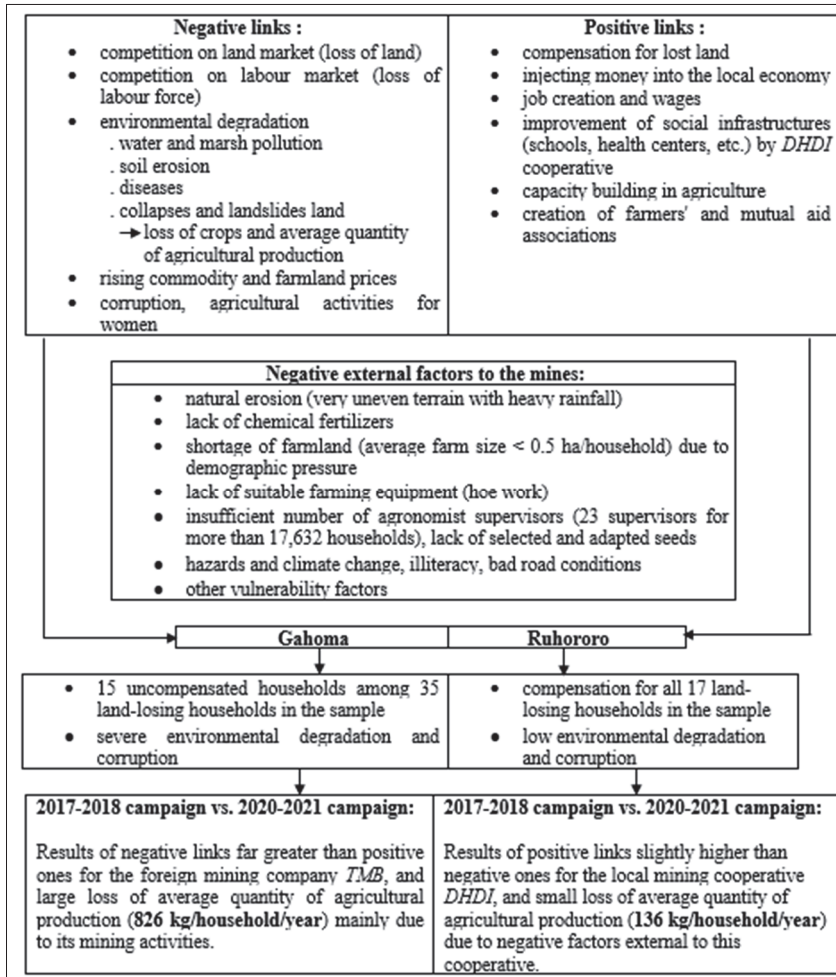 Negative links :
• competition on land market (loss of land)
• competition on labour market (loss of
labour force)
• environmental degradation
. water and marsh pollution
. soil erosion
. diseases
. collapses and landslides land
→ loss of crops and average quantity
of agricultural production
• rising commodity and farmland prices
• corruption, agricultural activities for
women
Positive links :
• compensation for lost land
• injecting money into the local economy
• job creation and wages
• improvement of social infrastructures
(schools, health centers, etc.) by DHDI
cooperative
• capacity building in agriculture
• creation of farmers' and mutual aid
associations
Negative external factors to the mines:
• natural erosion (very uneven terrain with heavy rainfall)
• lack of chemical fertilizers
• shortage of farmland (average farm size < 0.5 ha/household) due to
demographic pressure
• lack of suitable farming equipment (hoe work)
• insufficient number of agronomist supervisors (23 supervisors for
more than 17,632 households), lack of selected and adapted seeds
• hazards and climate change, illiteracy, bad road conditions
• other vulnerability factors
Gahoma
Ruhororo
• 15 uncompensated households among 35
land-losing households in the sample
• severe environmental degradation and
corruption
• compensation for all 17 land-
losing households in the sample
• low environmental degradation
and corruption
2017-2018 campaign vs. 2020-2021 campaign:
Results of negative links far greater than positive
ones for the foreign mining company TMB, and
large loss of average quantity of agricultural
production (826 kg/household/year) mainly due
to its mining activities.
2017-2018 campaign vs. 2020-2021 campaign:
Results of positive links slightly higher than
negative ones for the local mining cooperative
DHDI, and small loss of average quantity of
agricultural production (136 kg/household/year)
due to negative factors external to this
cooperative.